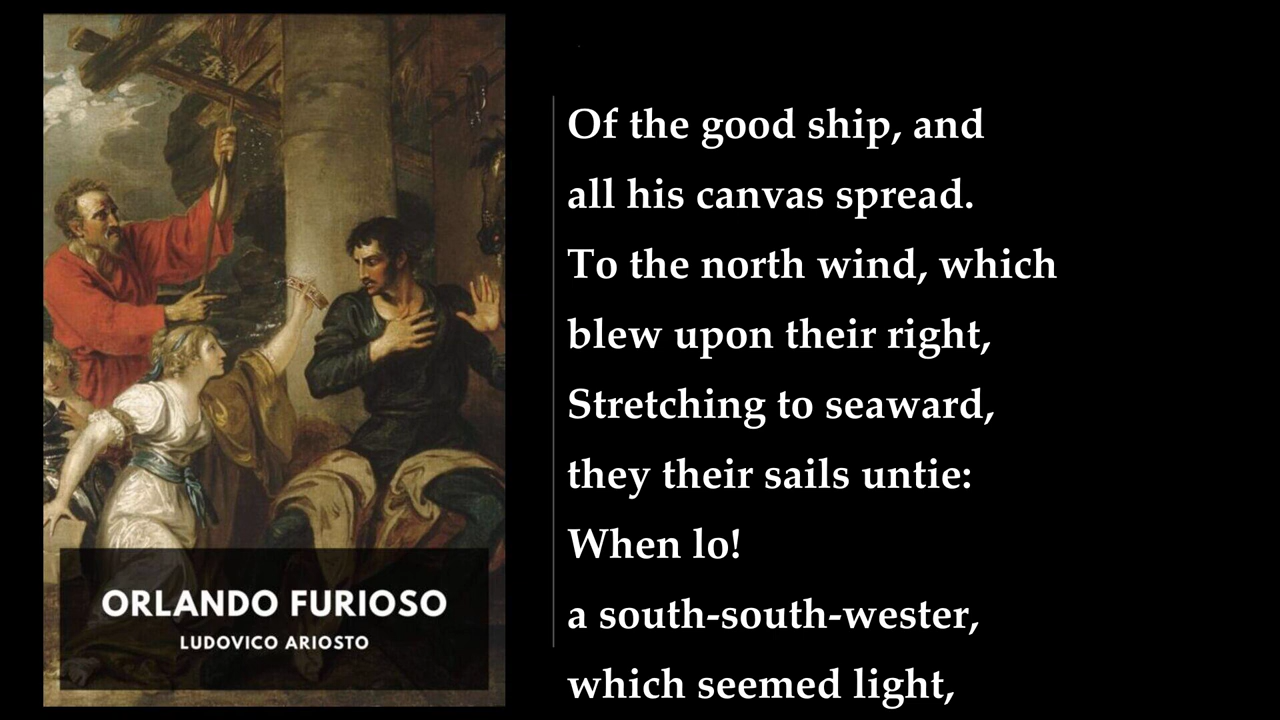 ORLANDO FURIOSO
LUDOVICO ARIOSTO
Of the good ship, and
all his canvas spread.
To the north wind, which
blew upon their right,
Stretching to seaward,
they their sails untie:
When lo!
a south-south-wester,
which seemed light,